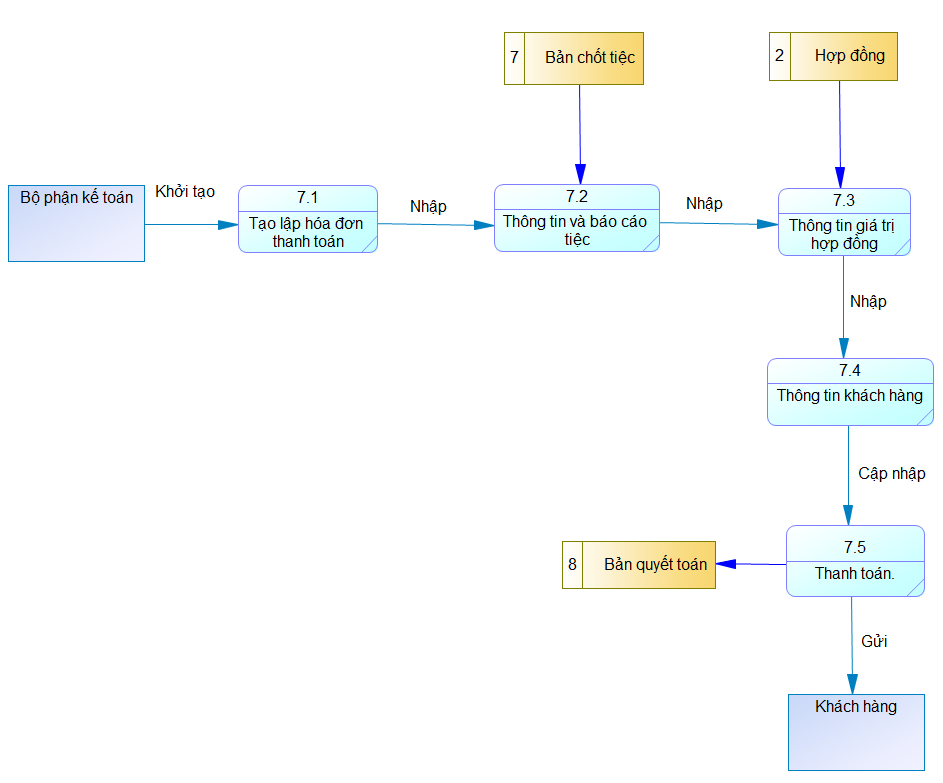 7
Bản chốt tiệc
2
Hợp đồng
Bộ phận kế toán
Khởi tạo
7.1
Tạo lập hóa đơn
thanh toán
Nhập
7.2
Thông tin và báo cáo
tiệc
Nhập
7.3
Thông tin giá trị
hợp đồng
Nhập
7.4
Thông tin khách hàng
Cập nhập
7.5
Thanh toán.
8
Bản quyết toán
Gửi
Khách hàng